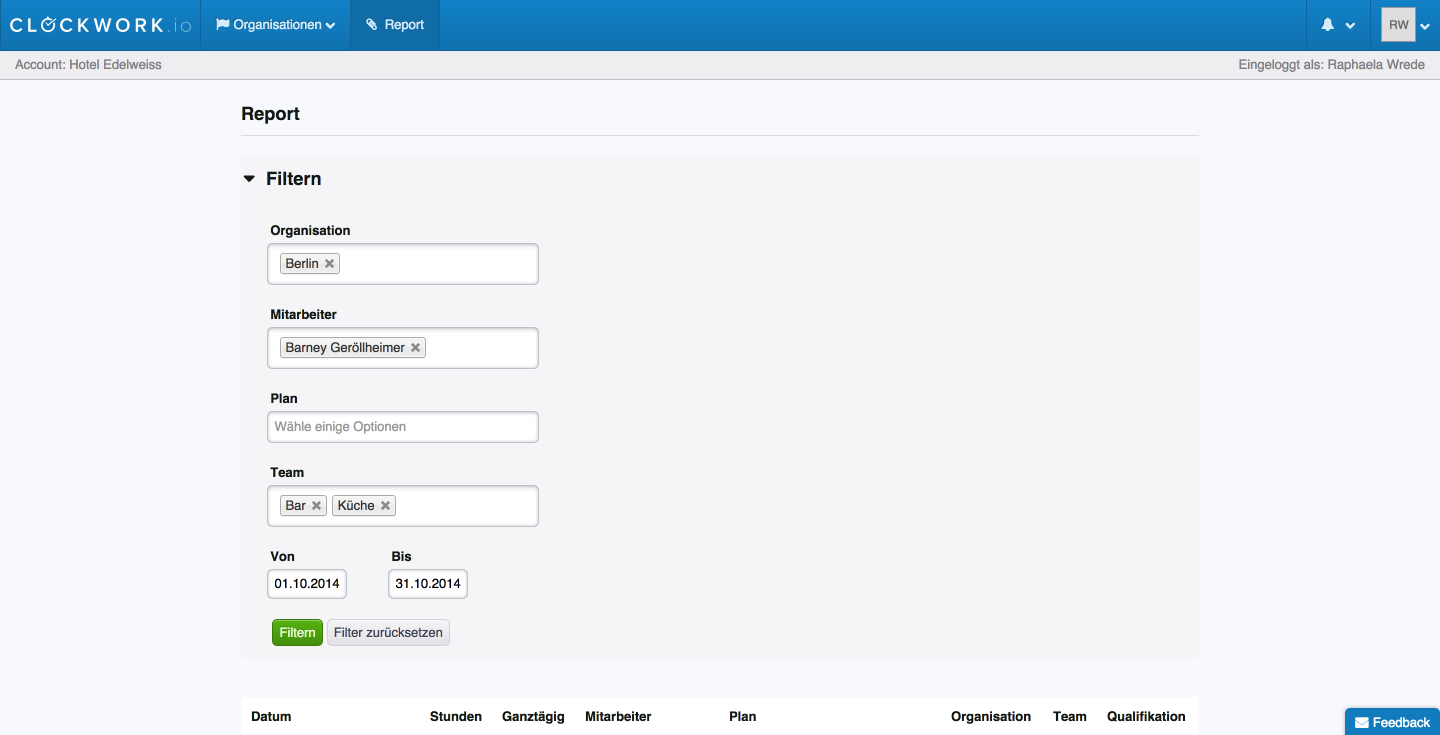 CLOCKWORK.io Organisationen Report RW
Account: Hotel Edelweiss Eingeloggt als: Raphaela Wrede
Report
Filtern
Organisation
Berlin
Mitarbeiter
Barney Geröllheimer
Plan
Wähle einige Optionen
Team
Bar Küche
Von Bis
01.10.2014 31.10.2014
Filtern Filter zurücksetzen
Datum Stunden Ganztägig Mitarbeiter Plan Organisation Team Qualifikation
Feedback